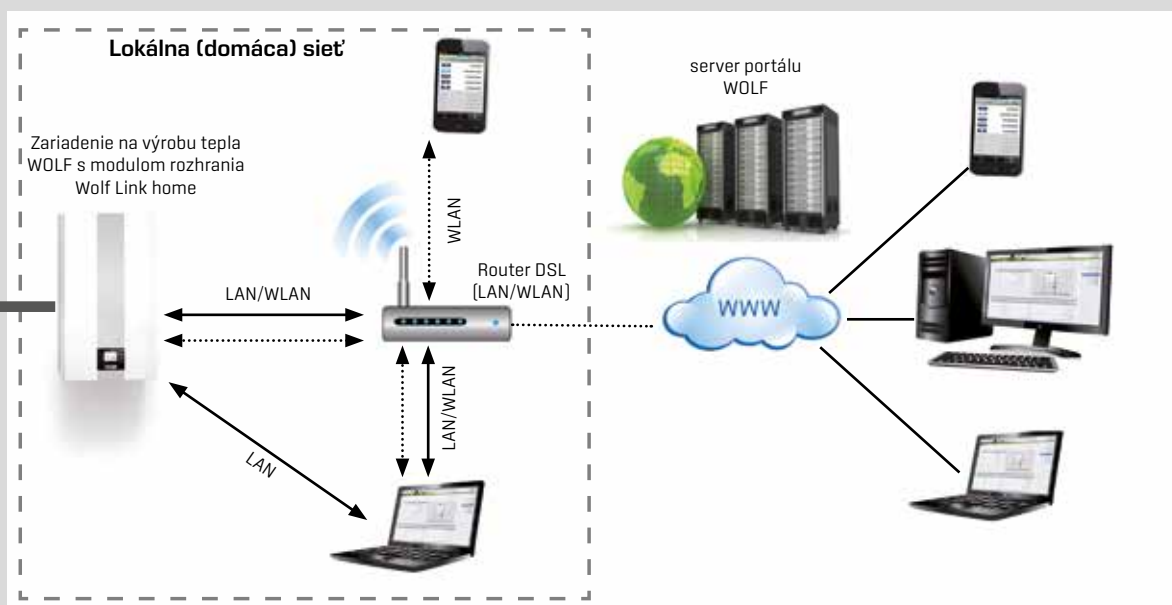 Lokálna (domáca) sieť
Zariadenie na výrobu tepla
WOLF s modulom rozhrania
Wolf Link home
server portálu
WOLF
WLAN
Router DSL
(LAN/WLAN)
LAN/WLAN
WWW
LAN/WLAN
LAN